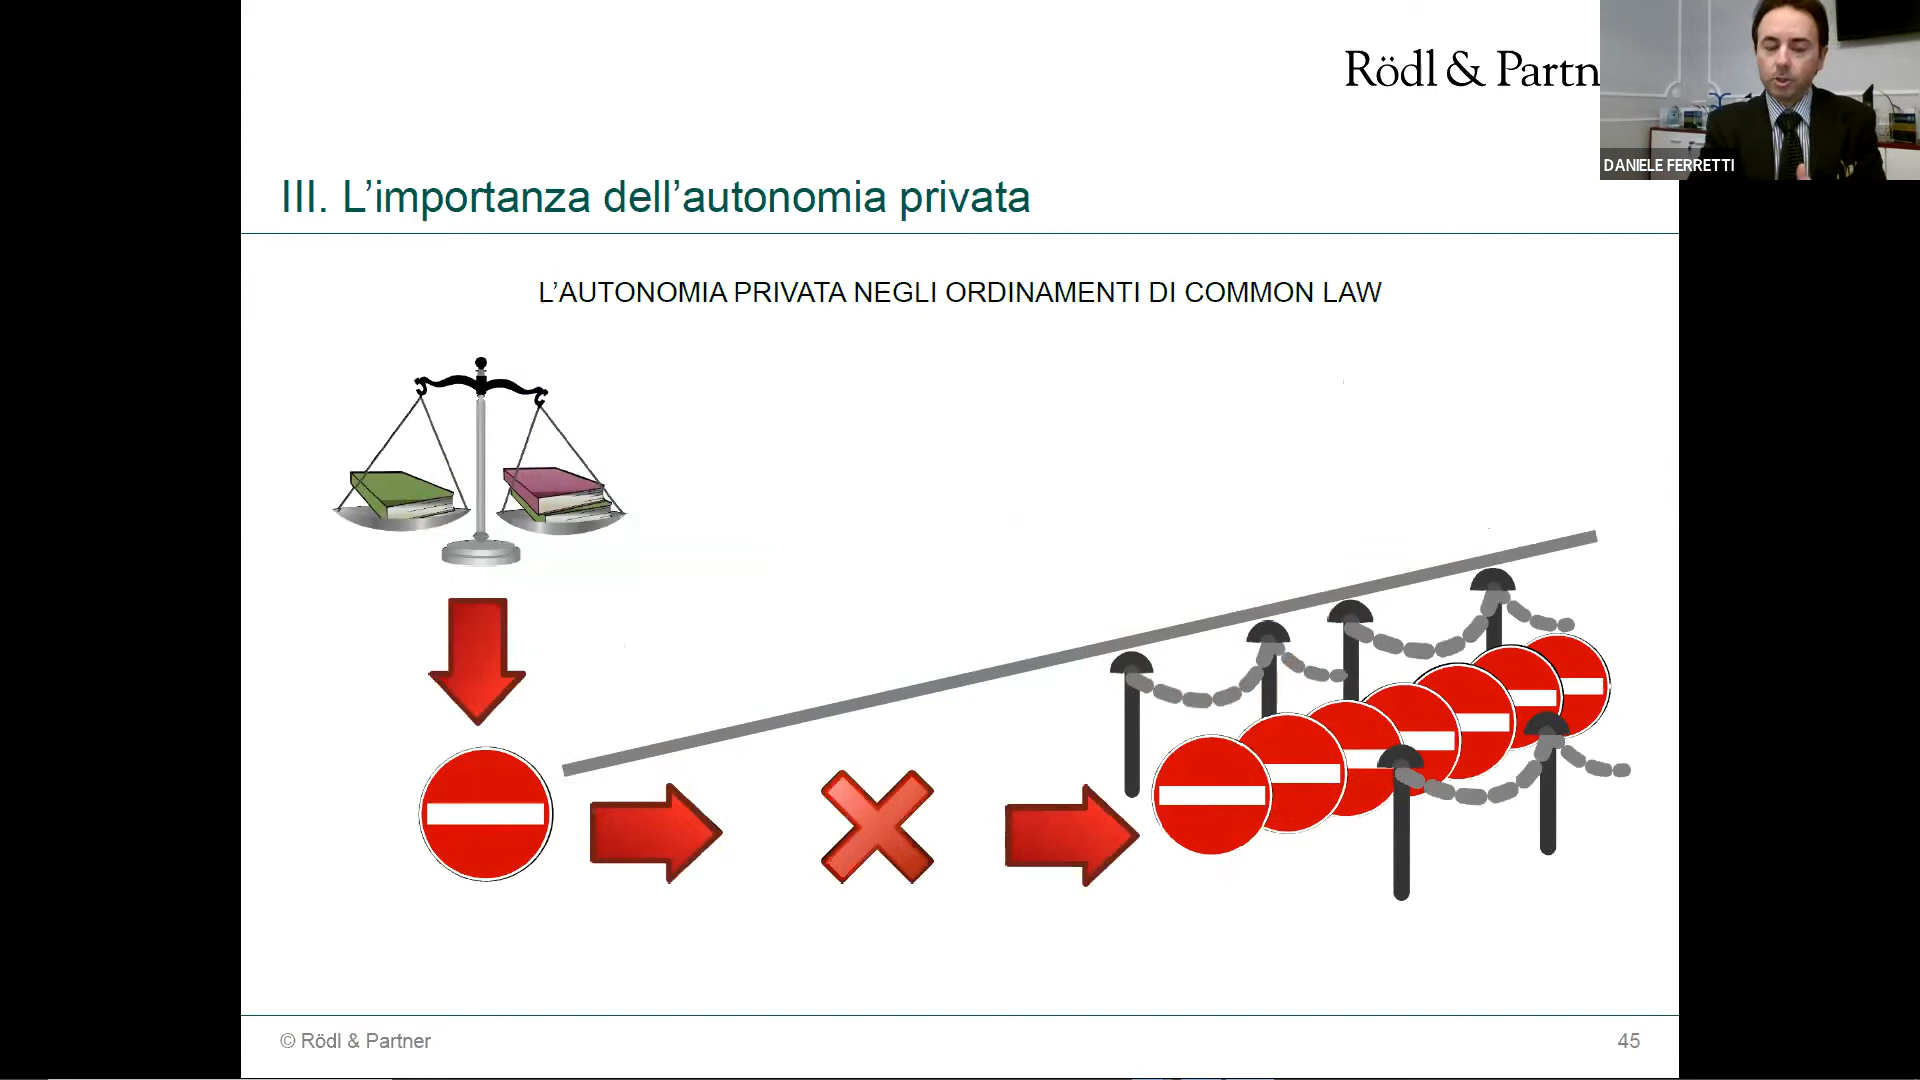 Rödl & Partn
DANIELE FERRETTI
III. L’importanza dell’autonomia privata
L’AUTONOMIA PRIVATA NEGLI ORDINAMENTI DI COMMON LAW
© Rödl & Partner
45